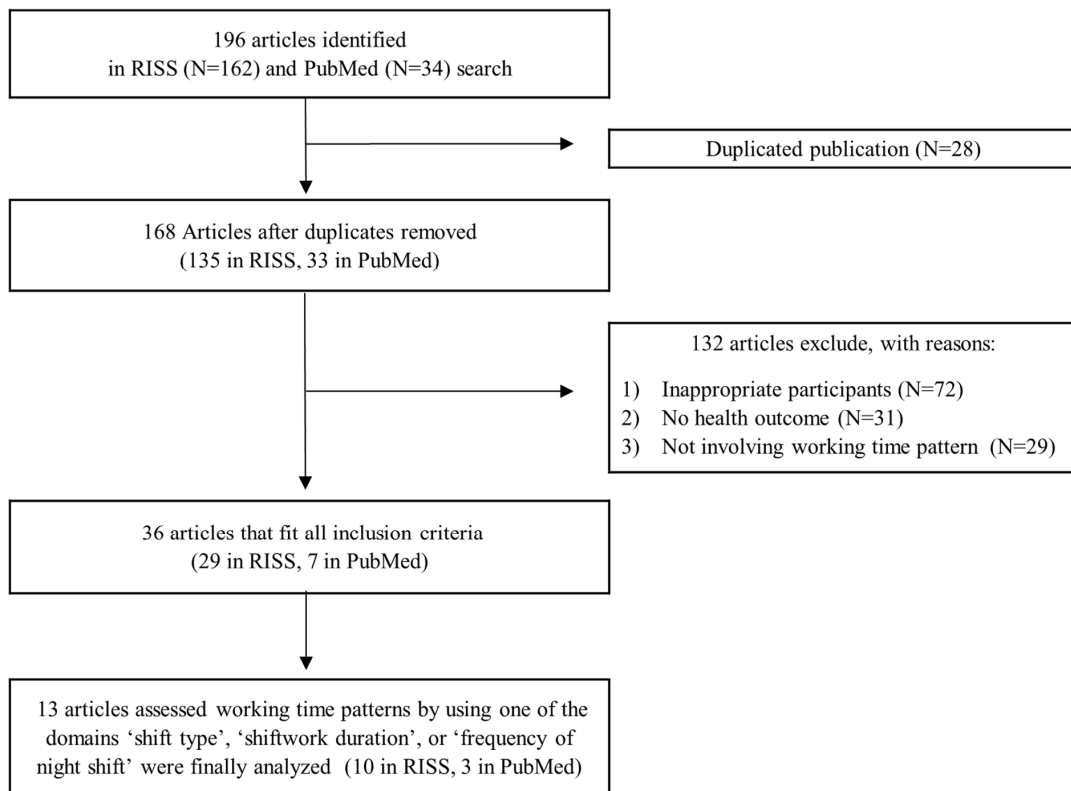 196 articles identified
in RISS (N=162) and PubMed (N=34) search
Duplicated publication (N=28)
168 Articles after duplicates removed
(135 in RISS, 33 in PubMed)
132 articles exclude, with reasons:
1) Inappropriate participants (N=72)
2) No health outcome (N=31)
3) Not involving working time pattern (N=29)
36 articles that fit all inclusion criteria
(29 in RISS, 7 in PubMed)
13 articles assessed working time patterns by using one of the
domains ‘shift type’, ‘shiftwork duration’, or ‘frequency of
night shift’ were finally analyzed (10 in RISS, 3 in PubMed)